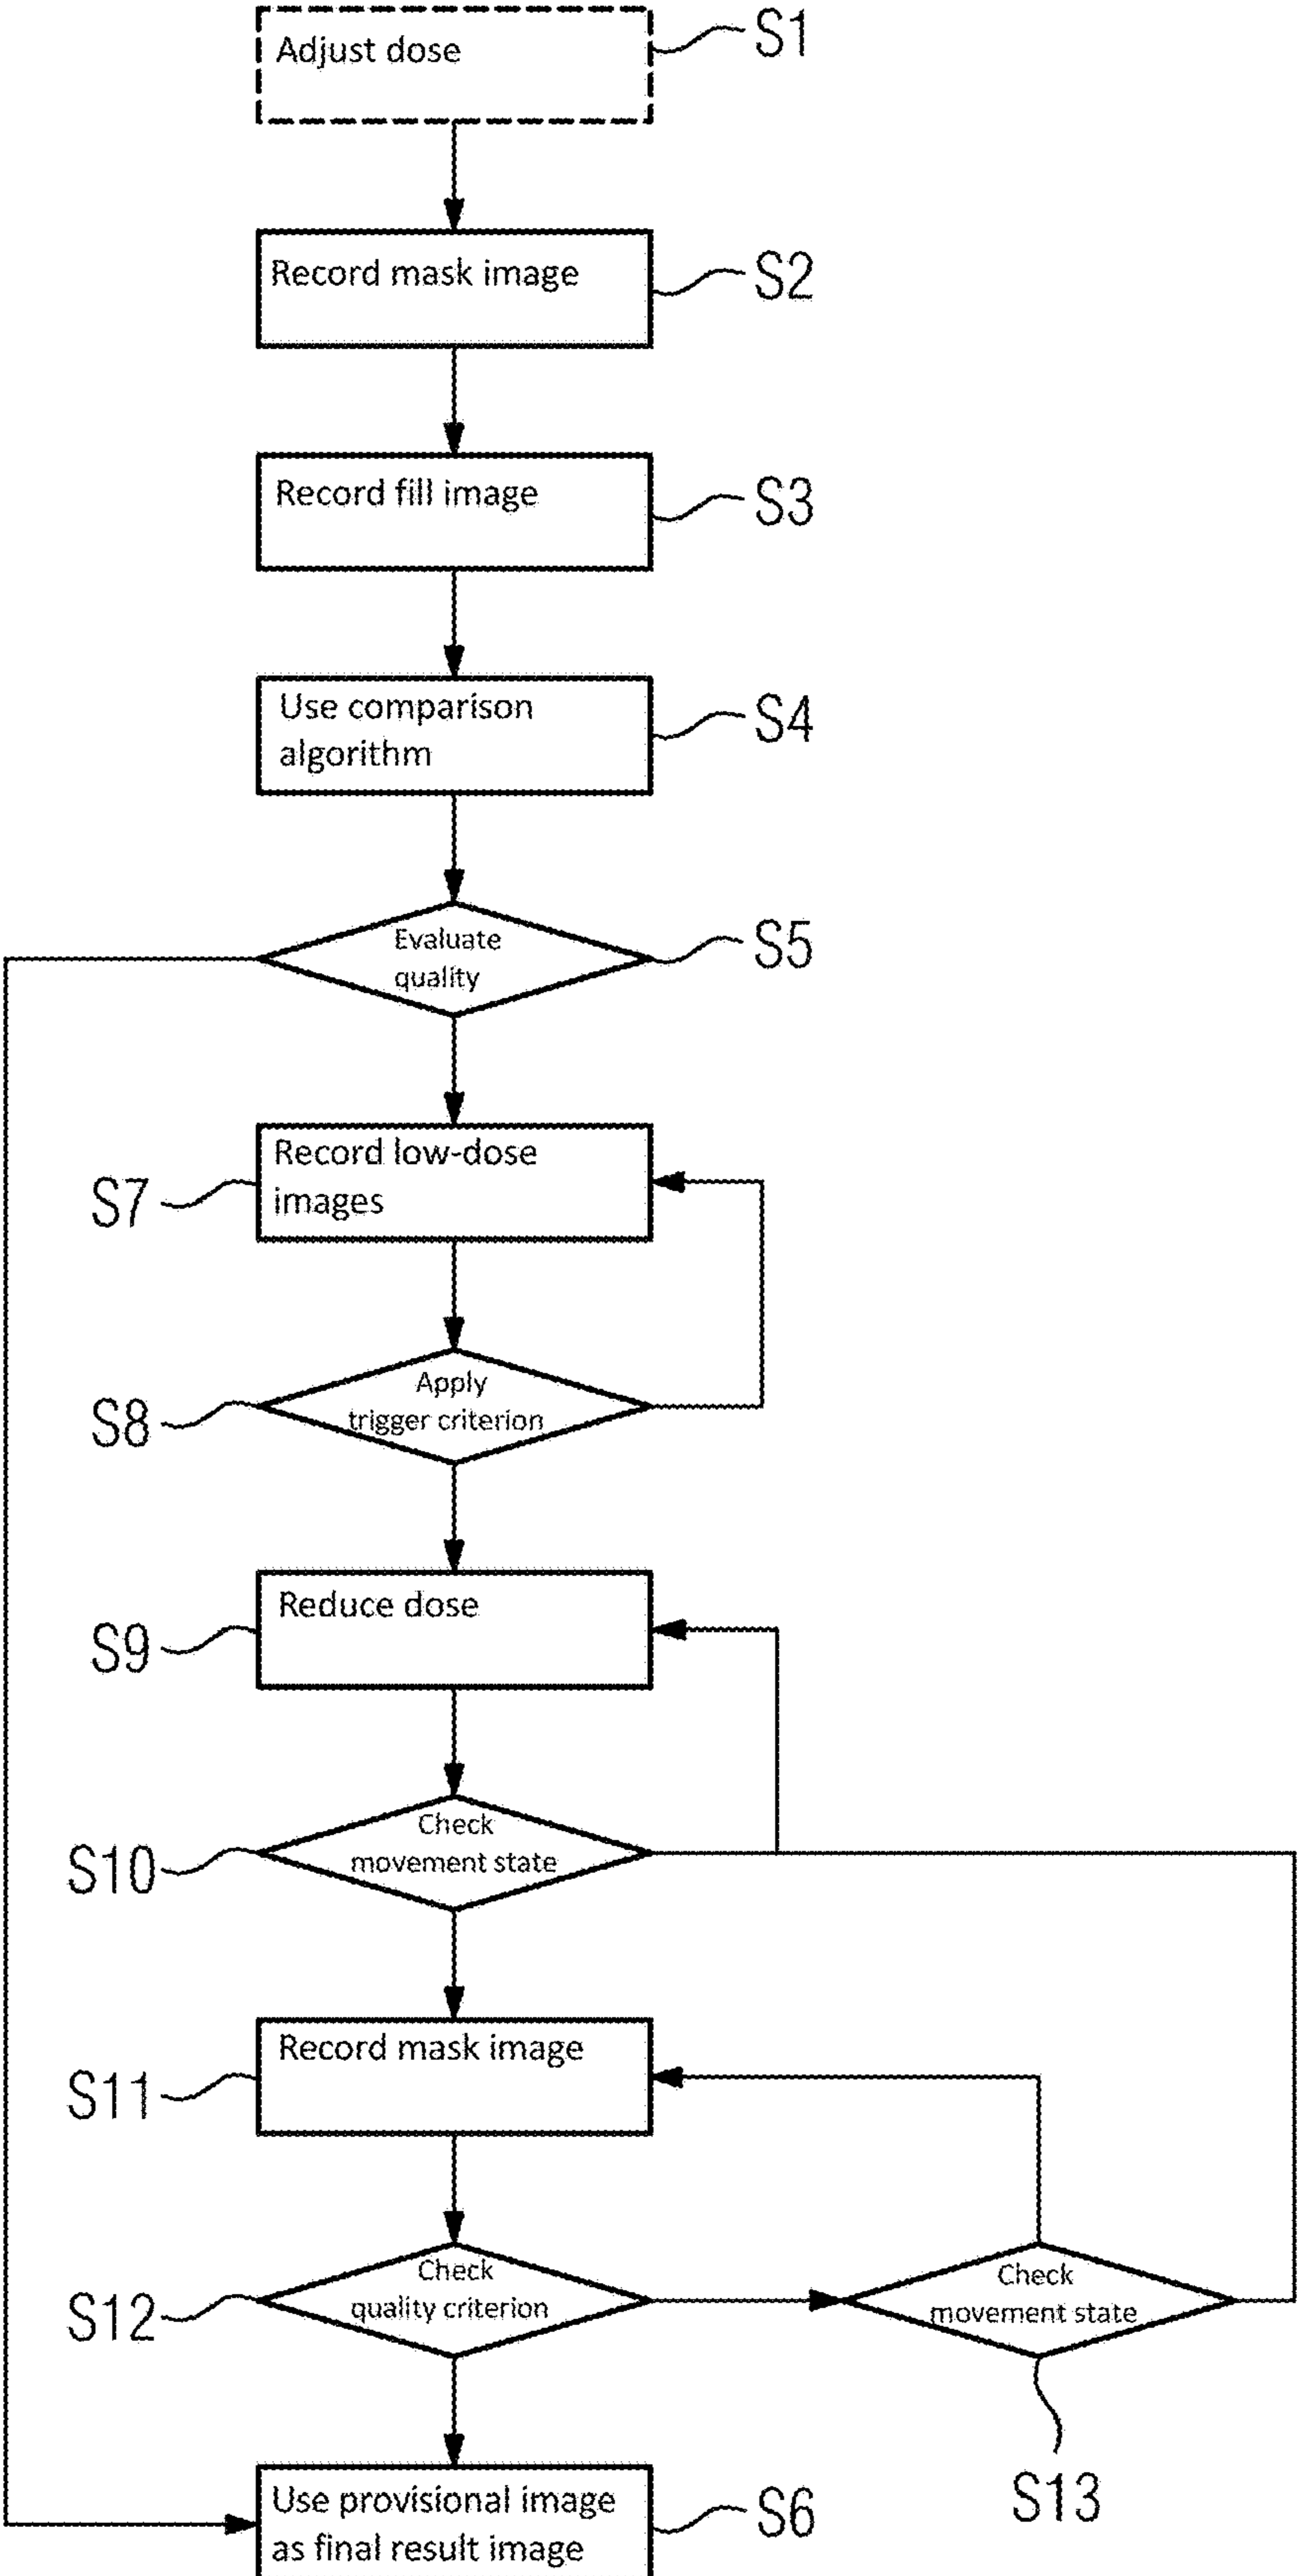 Adjust dose
S1
Record mask image
S2
Record fill image
S3
Use comparison
algorithm
S4
Evaluate
quality
S5
Record low-dose
images
S7
Apply
trigger criterion
S8
Reduce dose
S9
Check
movement state
S10
Record mask image
S11
Check
quality criterion
S12
Check
movement state
S13
Use provisional image
as final result image
S6